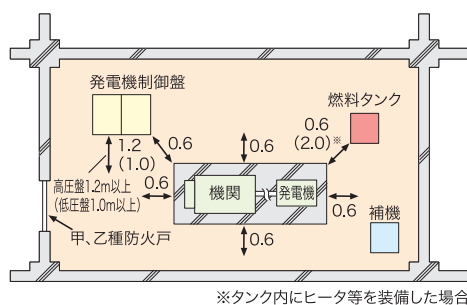 発電機制御盤
燃料タンク
1.2
(1.0)
0.6
0.6
0.6
(2.0)※
高圧盤1.2m以上
(低圧盤1.0m以上)
0.6
機関
発電機
0.6
補機
甲、乙種防火戸
0.6
※タンク内にヒータ等を装備した場合